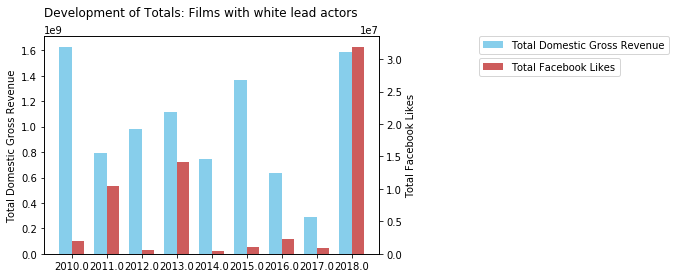 Development of Totals: Films with white lead actors
1e9
1e7
1.6
1.4
1.2
1.0
0.8
0.6
0.4
0.2
0.0
Total Domestic Gross Revenue
2010.0 2011.0 2012.0 2013.0 2014.0 2015.0 2016.0 2017.0 2018.0
3.0
2.5
2.0
1.5
1.0
0.5
0.0
Total Facebook Likes
Total Domestic Gross Revenue
Total Facebook Likes